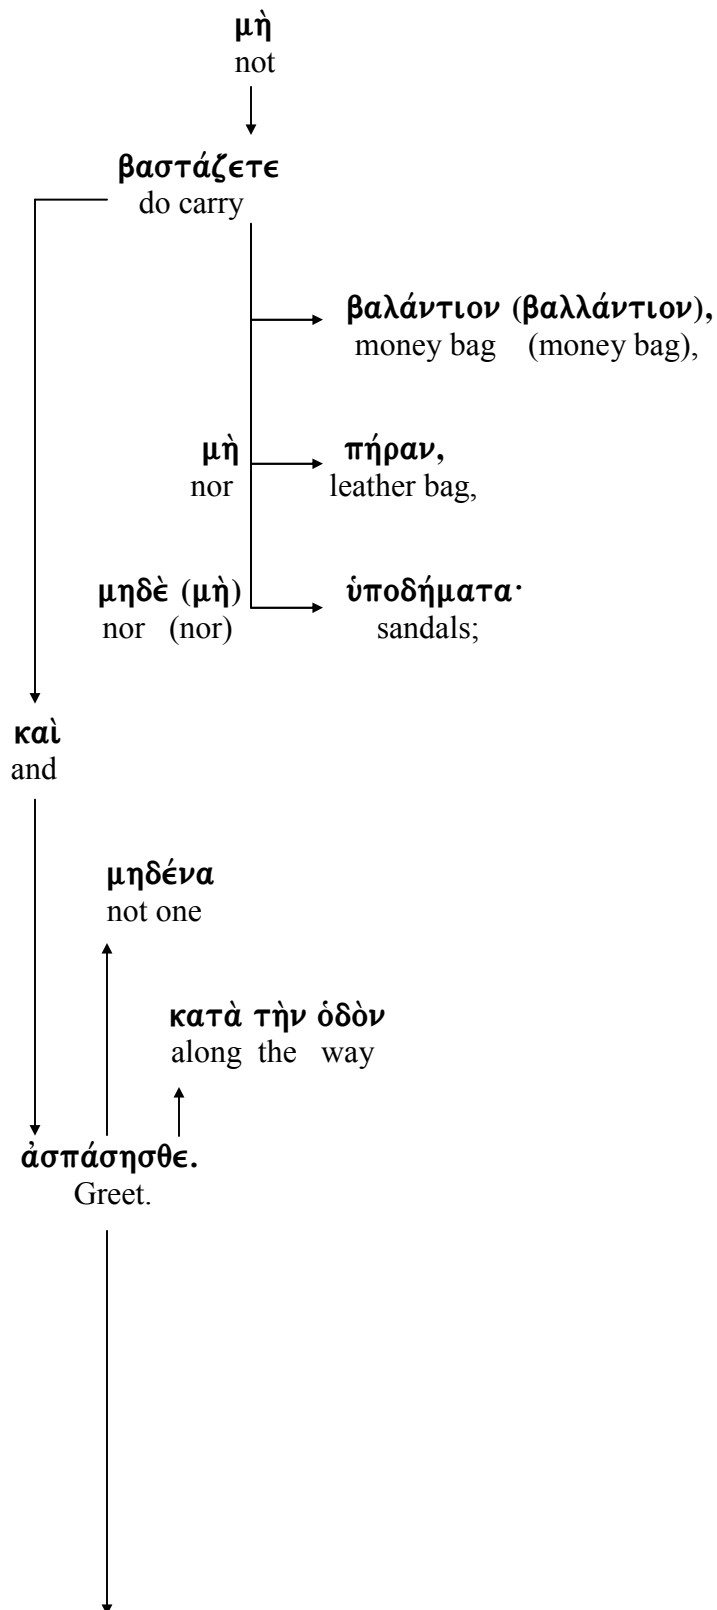 μὴ
not
βαστάζετε
do carry
βαλάντιον (βαλλάντιον),
money bag (money bag),
μὴ πήραν,
nor leather bag,
μηδὲ (μὴ) ὑποδήματα·
nor (nor) sandals;
καὶ
and
μηδένα
not one
κατὰ τὴν ὁδὸν
along the way
ἀσπάσησθε.
Greet.